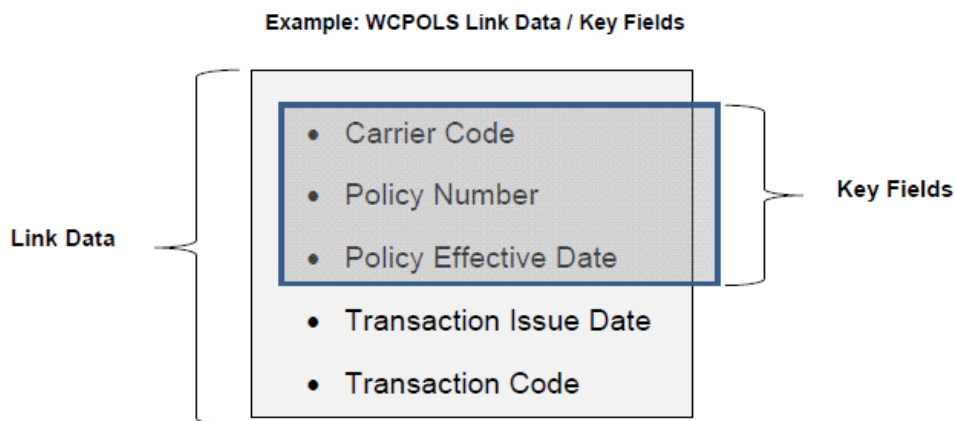 Example: WCPOLS Link Data / Key Fields
• Carrier Code
• Policy Number
Key Fields
Link Data
• Policy Effective Date
• Transaction Issue Date
• Transaction Code